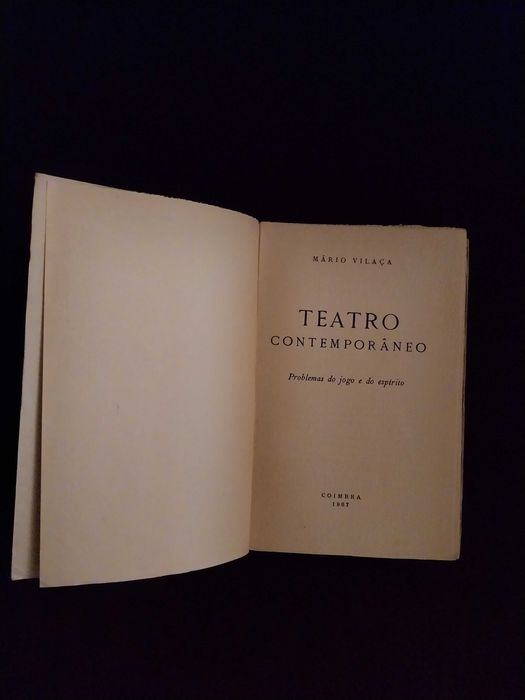 MÁRIO VILAÇA
TEATRO
CONTEMPORÂNEO
Problemas do jogo e do espírito
COIMBRA
1967